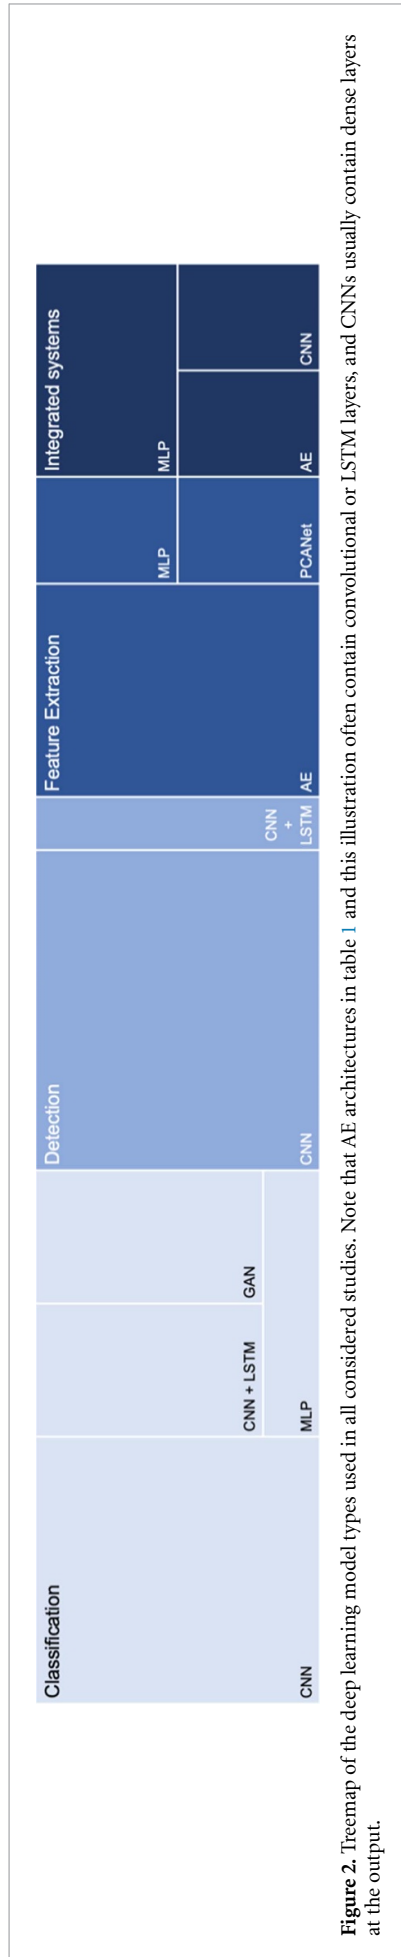 Classification
CNN
CNN + LSTM
GAN
MLP
Detection
CNN
CNN
+
LSTM
Feature Extraction
AE
MLP
PCANet
Integrated systems
MLP
AE
CNN
Figure 2. Treemap of the deep learning model types used in all considered studies. Note that AE architectures in table 1 and this illustration often contain convolutional or LSTM layers, and CNNs usually contain dense layers
at the output.